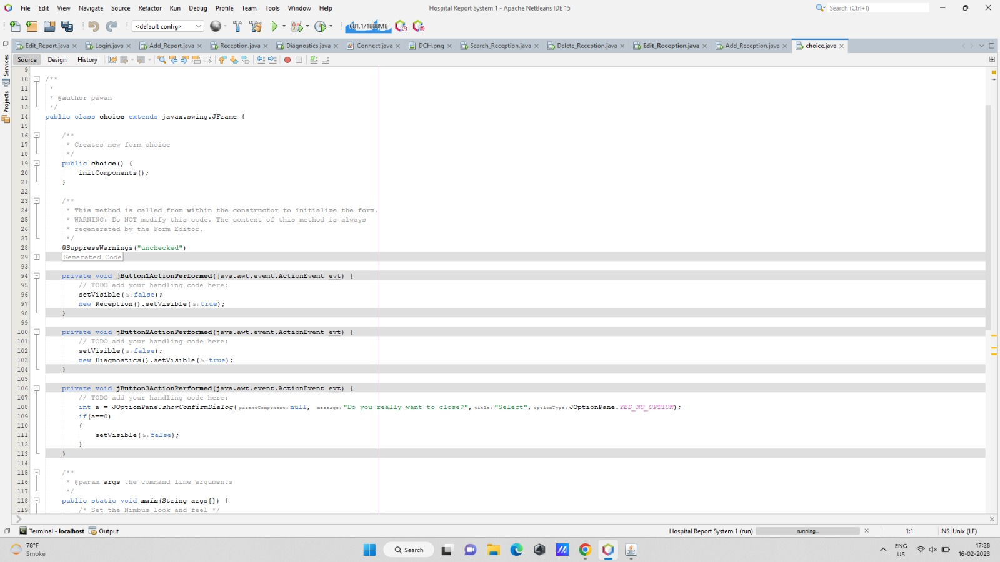 File Edit View Navigate Source Refactor Run Debug Profile Team Tools Window Help Hospital Report System 1 - Apache NetBeans IDE 15 Search (Ctrl+I)
<default config> 681.1/1888MB
Edit_Report.java Login.java Add_Report.java Reception.java Diagnostics.java Connect.java DCH.png Search_Reception.java Delete_Reception.java Edit_Reception.java Add_Reception.java choice.java
Source Design History
Services
Projects
9
10 /**
11 *
12 * @author pawan
13 */
14 public class choice extends javax.swing.JFrame {
15
16 /**
17 * Creates new form choice
18 */
19 public choice() {
20 initComponents();
21 }
22
23 /**
24 * This method is called from within the constructor to initialize the form.
25 * WARNING: Do NOT modify this code. The content of this method is always
26 * regenerated by the Form Editor.
27 */
28 @SuppressWarnings("unchecked")
29 Generated Code
93
94 private void jButton1ActionPerformed(java.awt.event.ActionEvent evt) {
95 // TODO add your handling code here:
96 setVisible(b: false);
97 new Reception().setVisible(b: true);
98 }
99
100 private void jButton2ActionPerformed(java.awt.event.ActionEvent evt) {
101 // TODO add your handling code here:
102 setVisible(b: false);
103 new Diagnostics().setVisible(b: true);
104 }
105
106 private void jButton3ActionPerformed(java.awt.event.ActionEvent evt) {
107 // TODO add your handling code here:
108 int a = JOptionPane.showConfirmDialog(parentComponent: null, message: "Do you really want to close?", title: "Select", optionType: JOptionPane.YES_NO_OPTION);
109 if(a==0)
110 {
111 setVisible(b: false);
112 }
113 }
114
115 /**
116 * @param args the command line arguments
117 */
118 public static void main(String args[]) {
119 /* Set the Nimbus look and feel */
Terminal - localhost Output Hospital Report System 1 (run) running... 1:1 INS Unix (LF)
78°F
Smoke
Search
ENG
US
17:28
16-02-2023